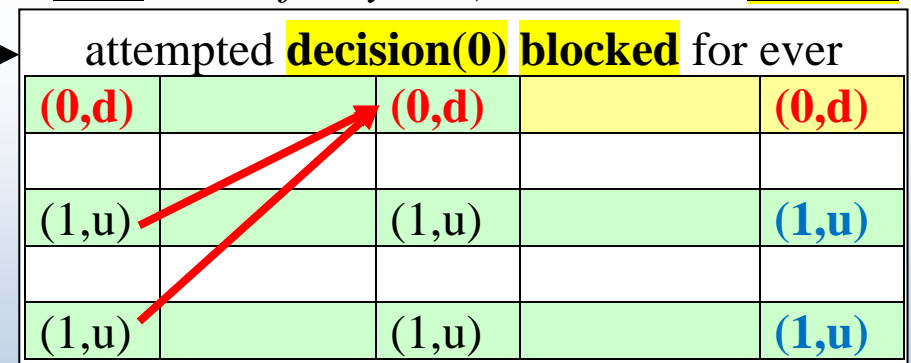 attempted decision(0) blocked for ever
(0,d) (0,d) (0,d)
(1,u) (1,u) (1,u)
(1,u) (1,u) (1,u)